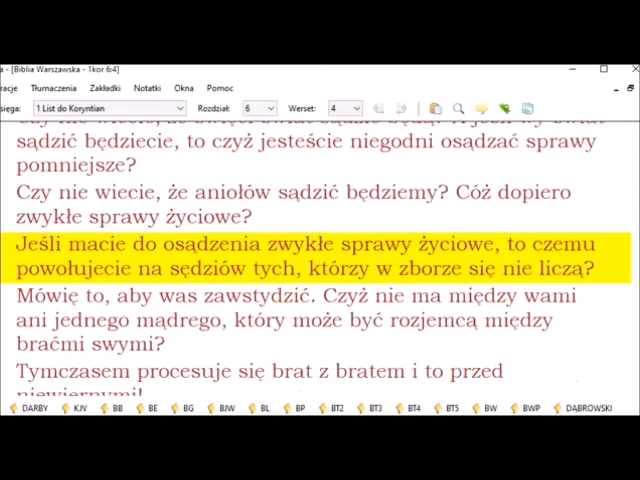 a - [Biblia Warszawska - 1kor 6:4]
racje Tłumaczenia Zakładki Notatki Okna Pomoc
sięga: 1 List do Koryntian Rozdział: 6 Werset: 4
sądzić będziecie, to czyż jesteście niegodni osądzać sprawy
pomniejsze?
Czy nie wiecie, że aniołów sądzić będziemy? Cóż dopiero
zwykłe sprawy życiowe?
Jeśli macie do osądzenia zwykłe sprawy życiowe, to czemu
powołujecie na sędziów tych, którzy w zborze się nie liczą?
Mówię to, aby was zawstydzić. Czyż nie ma między wami
ani jednego mądrego, który może być rozjemcą między
braćmi swymi?
Tymczasem procesuje się brat z bratem i to przed
niewiernymi!
DARBY KJV BB BE BG BJW BL BP BT2 BT3 BT4 BT5 BW BWP DĄBROWSKI